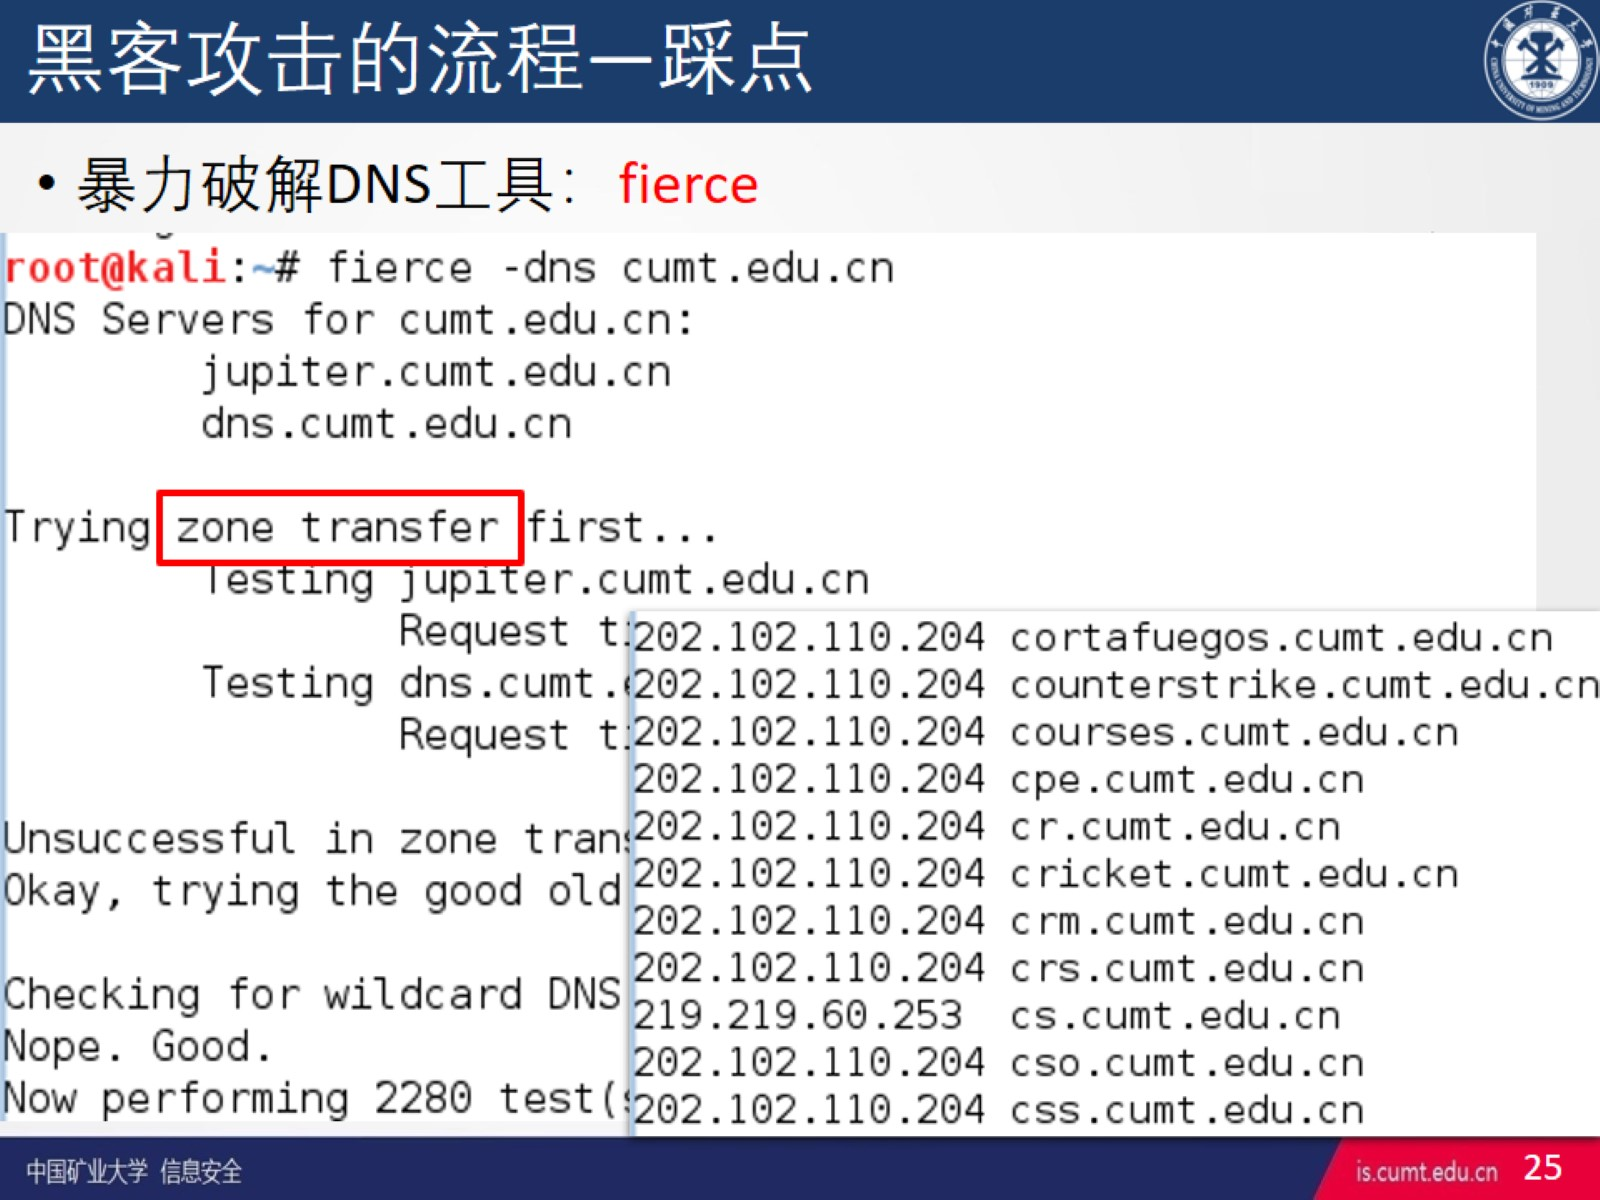 黑客攻击的流程—踩点
• 暴力破解DNS工具： fierce
root@kali:~# fierce -dns cumt.edu.cn
DNS Servers for cumt.edu.cn:
jupiter.cumt.edu.cn
dns.cumt.edu.cn
Trying zone transfer first...
Testing jupiter.cumt.edu.cn
Request
Testing dns.cumt.
Request
Unsuccessful in zone
Okay, trying the good old
Checking for wildcard DNS
Nope. Good.
Now performing 2280
202.102.110.204 cortafuegos.cumt.edu.cn
202.102.110.204 counterstrike.cumt.edu.cn
202.102.110.204 courses.cumt.edu.cn
202.102.110.204 cpe.cumt.edu.cn
202.102.110.204 cr.cumt.edu.cn
202.102.110.204 cricket.cumt.edu.cn
202.102.110.204 crm.cumt.edu.cn
202.102.110.204 crs.cumt.edu.cn
219.219.60.253 cs.cumt.edu.cn
202.102.110.204 cso.cumt.edu.cn
202.102.110.204 css.cumt.edu.cn
中国矿业大学 信息安全
is.cumt.edu.cn 25
CHINA UNIVERSITY OF MINING AND TECHNOLOGY
1909